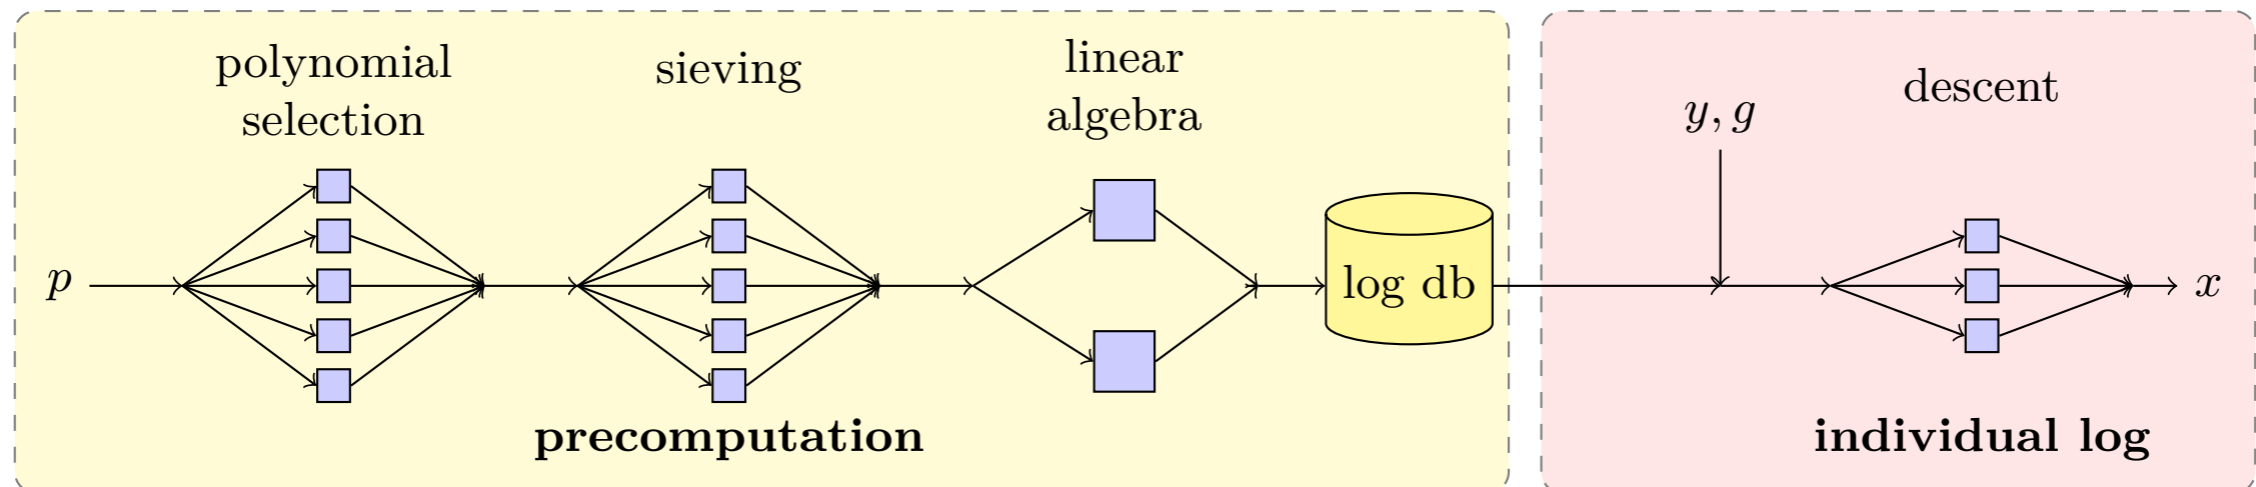 polynomial
selection
sieving
linear
algebra
p
log db
precomputation
y, g
descent
x
individual log